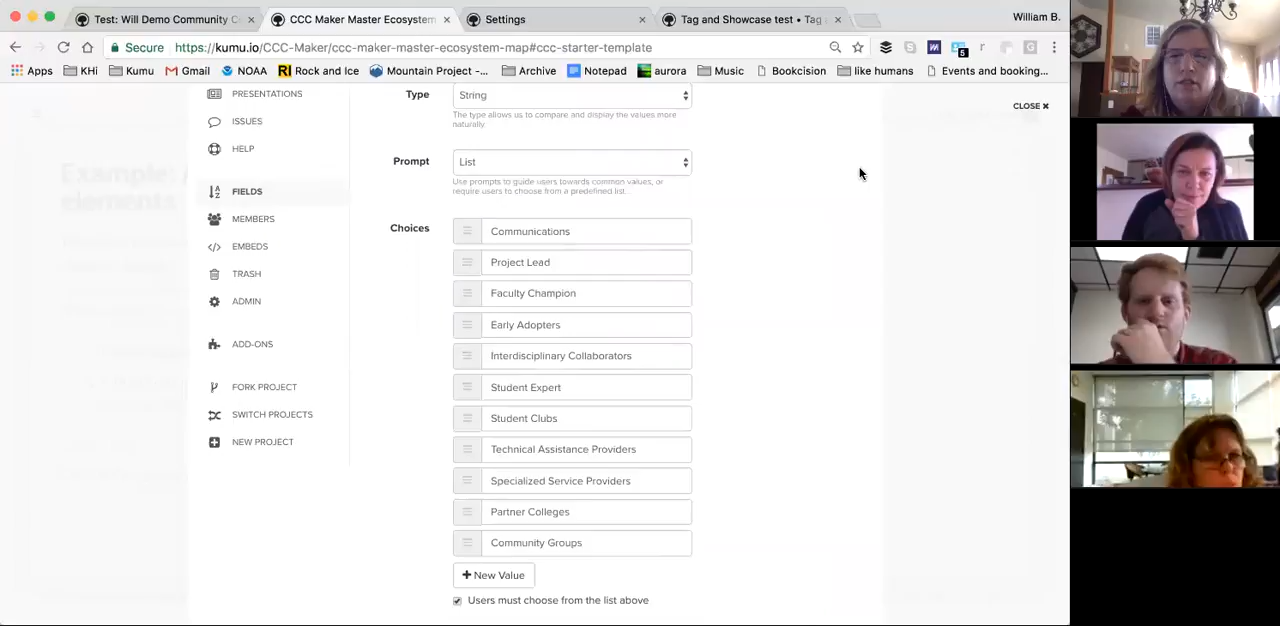 Test: Will Demo Community C
CCC Maker Master Ecosystem
Settings
Tag and Showcase test • Tag
William B.
Secure
https://kumu.io/CCC-Maker/ccc-maker-master-ecosystem-map#ccc-starter-template
Apps
KHi
Kumu
Gmail
NOAA
Rock and Ice
Mountain Project -...
Archive
Notepad
aurora
Music
Bookcision
like humans
Events and booking...
PRESENTATIONS
ISSUES
HELP
FIELDS
MEMBERS
EMBEDS
TRASH
ADMIN
ADD-ONS
FORK PROJECT
SWITCH PROJECTS
NEW PROJECT
CLOSE ×
Type
String
The type allows us to compare and display the values more
naturally.
Prompt
List
Use prompts to guide users towards common values, or
require users to choose from a predefined list.
Choices
Communications
Project Lead
Faculty Champion
Early Adopters
Interdisciplinary Collaborators
Student Expert
Student Clubs
Technical Assistance Providers
Specialized Service Providers
Partner Colleges
Community Groups
+ New Value
Users must choose from the list above
Example:
elements